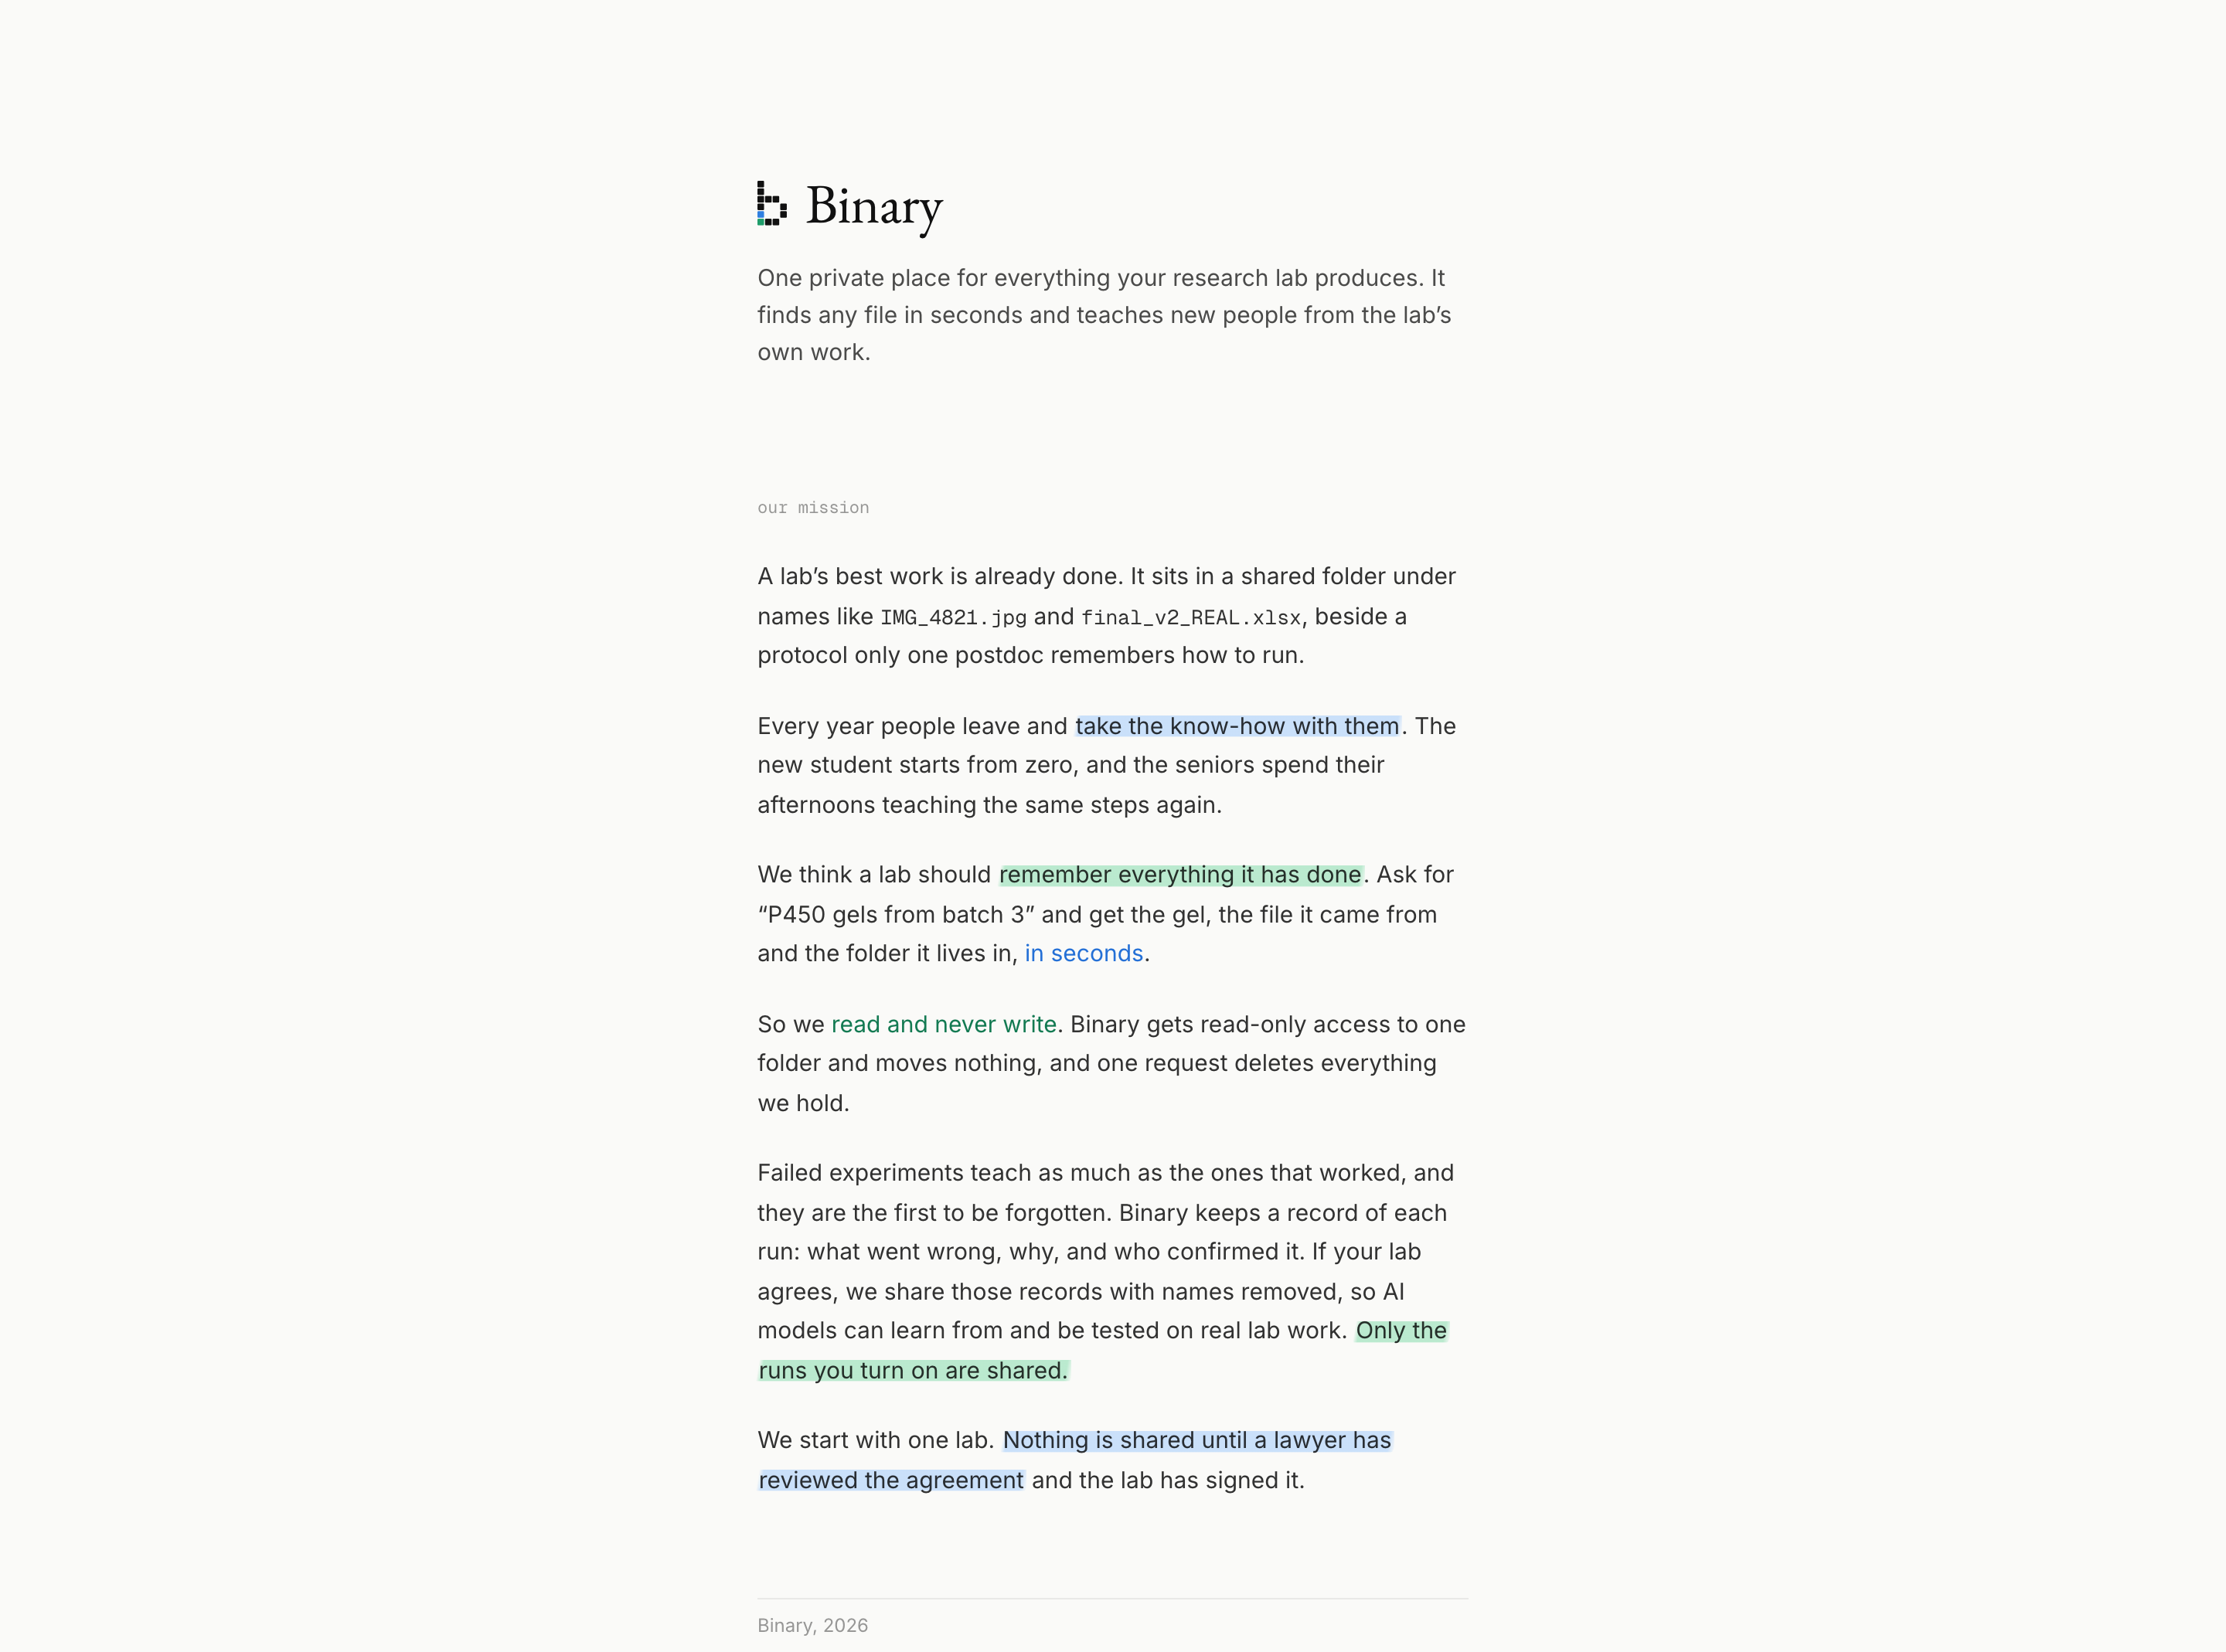 Binary
One private place for everything your research lab produces. It
finds any file in seconds and teaches new people from the lab’s
own work.
our mission
A lab’s best work is already done. It sits in a shared folder under
names like IMG_4821.jpg and final_v2_REAL.xlsx, beside a
protocol only one postdoc remembers how to run.
Every year people leave and take the know-how with them. The
new student starts from zero, and the seniors spend their
afternoons teaching the same steps again.
We think a lab should remember everything it has done. Ask for
“P450 gels from batch 3” and get the gel, the file it came from
and the folder it lives in, in seconds.
So we read and never write. Binary gets read-only access to one
folder and moves nothing, and one request deletes everything
we hold.
Failed experiments teach as much as the ones that worked, and
they are the first to be forgotten. Binary keeps a record of each
run: what went wrong, why, and who confirmed it. If your lab
agrees, we share those records with names removed, so AI
models can learn from and be tested on real lab work. Only the
runs you turn on are shared.
We start with one lab. Nothing is shared until a lawyer has
reviewed the agreement and the lab has signed it.
Binary, 2026